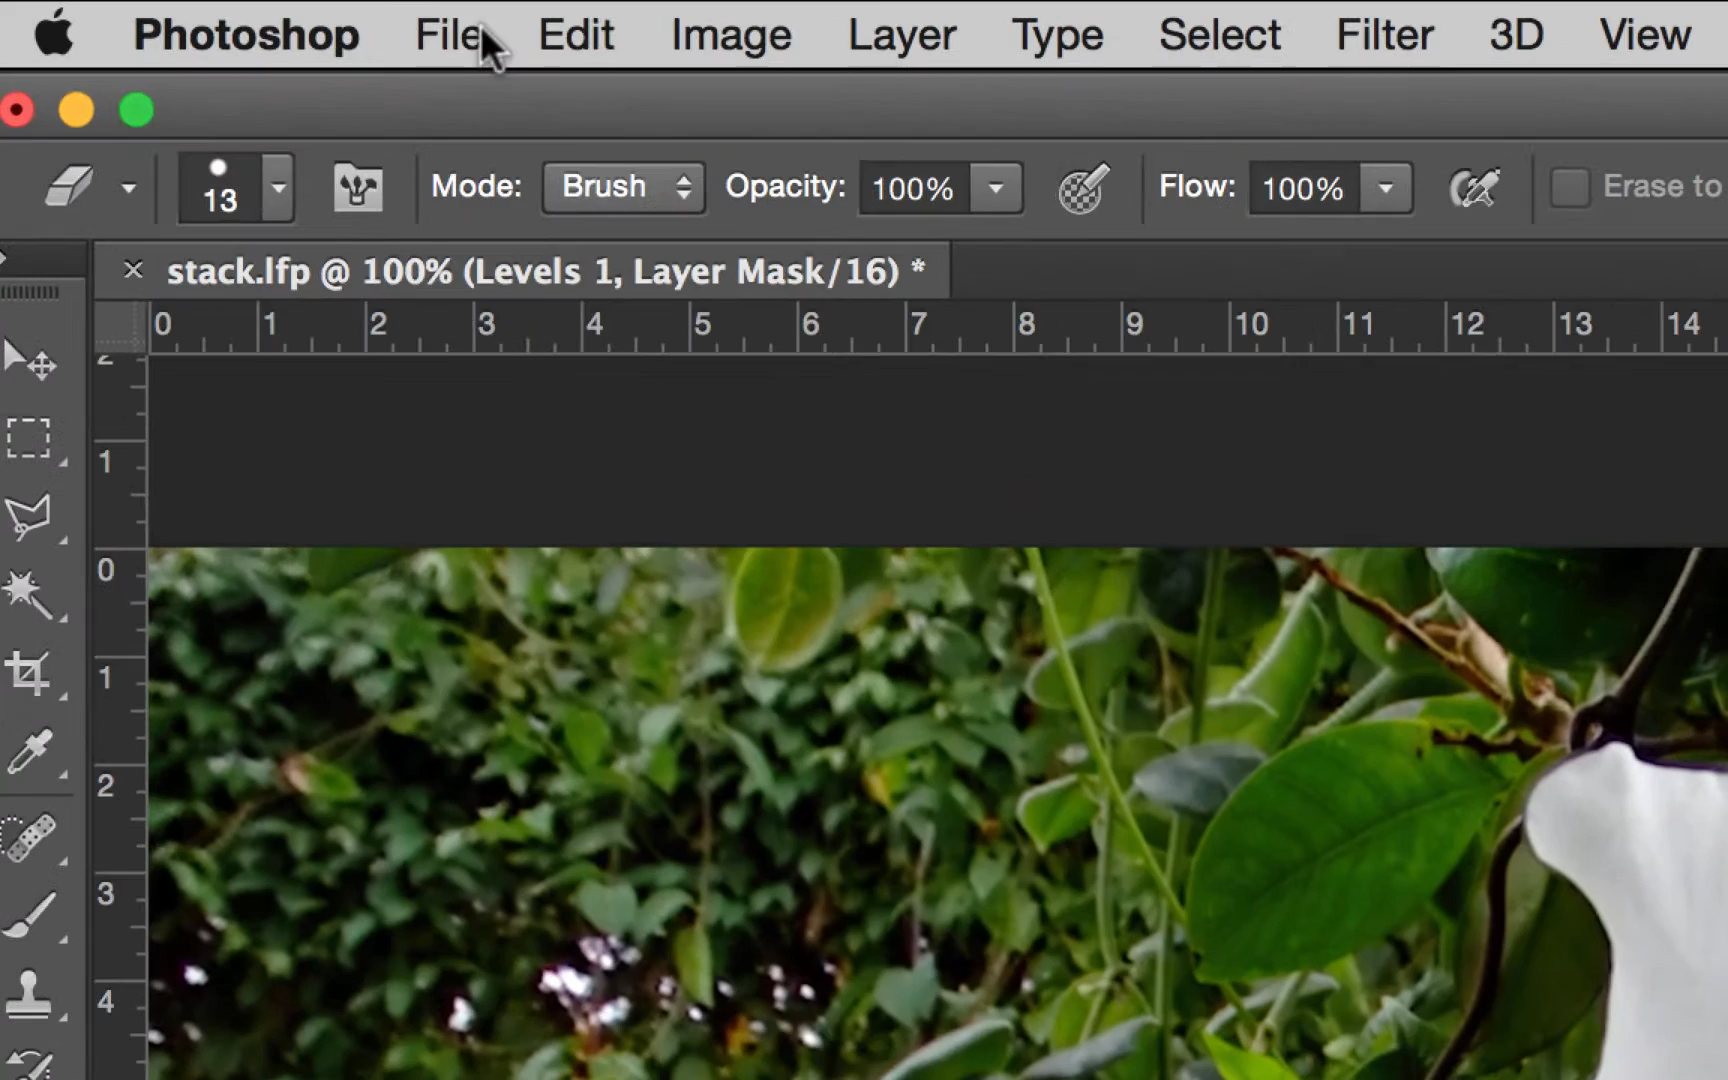 Photoshop File Edit Image Layer Type Select Filter 3D View
13 Mode: Brush Opacity: 100% Flow: 100% Erase to
× stack.lfp @ 100% (Levels 1, Layer Mask/16) *
0 1 2 3 4 5 6 7 8 9 10 11 12 13 14
2
1
0
1
2
3
4